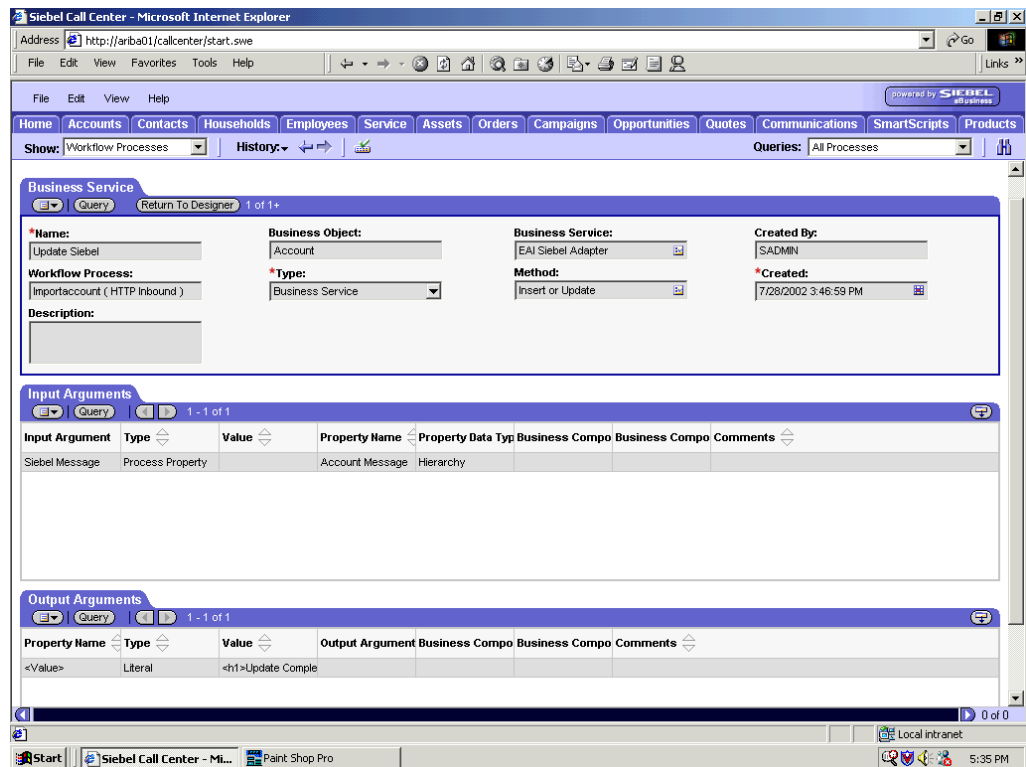 Siebel Call Center - Microsoft Internet Explorer
Address http://ariba01/callcenter/start.swe Go
File Edit View Favorites Tools Help Links »
File Edit View Help powered by SIEBEL eBusiness
Home Accounts Contacts Households Employees Service Assets Orders Campaigns Opportunities Quotes Communications SmartScripts Products
Show: Workflow Processes History: Queries: All Processes
Business Service
Query Return To Designer 1 of 1+
*Name: Business Object: Business Service: Created By:
Update Siebel Account EAI Siebel Adapter SADMIN
Workflow Process: *Type: Method: *Created:
Importaccount ( HTTP Inbound ) Business Service Insert or Update 7/28/2002 3:46:59 PM
Description:
Input Arguments
Query 1 - 1 of 1
Input Argument Type Value Property Name Property Data Typ Business Compo Business Compo Comments
Siebel Message Process Property Account Message Hierarchy
Output Arguments
Query 1 - 1 of 1
Property Name Type Value Output Argument Business Compo Business Compo Comments
<Value> Literal <h1>Update Comple
0 of 0
Local intranet
Start Siebel Call Center - Mi... Paint Shop Pro 5:35 PM